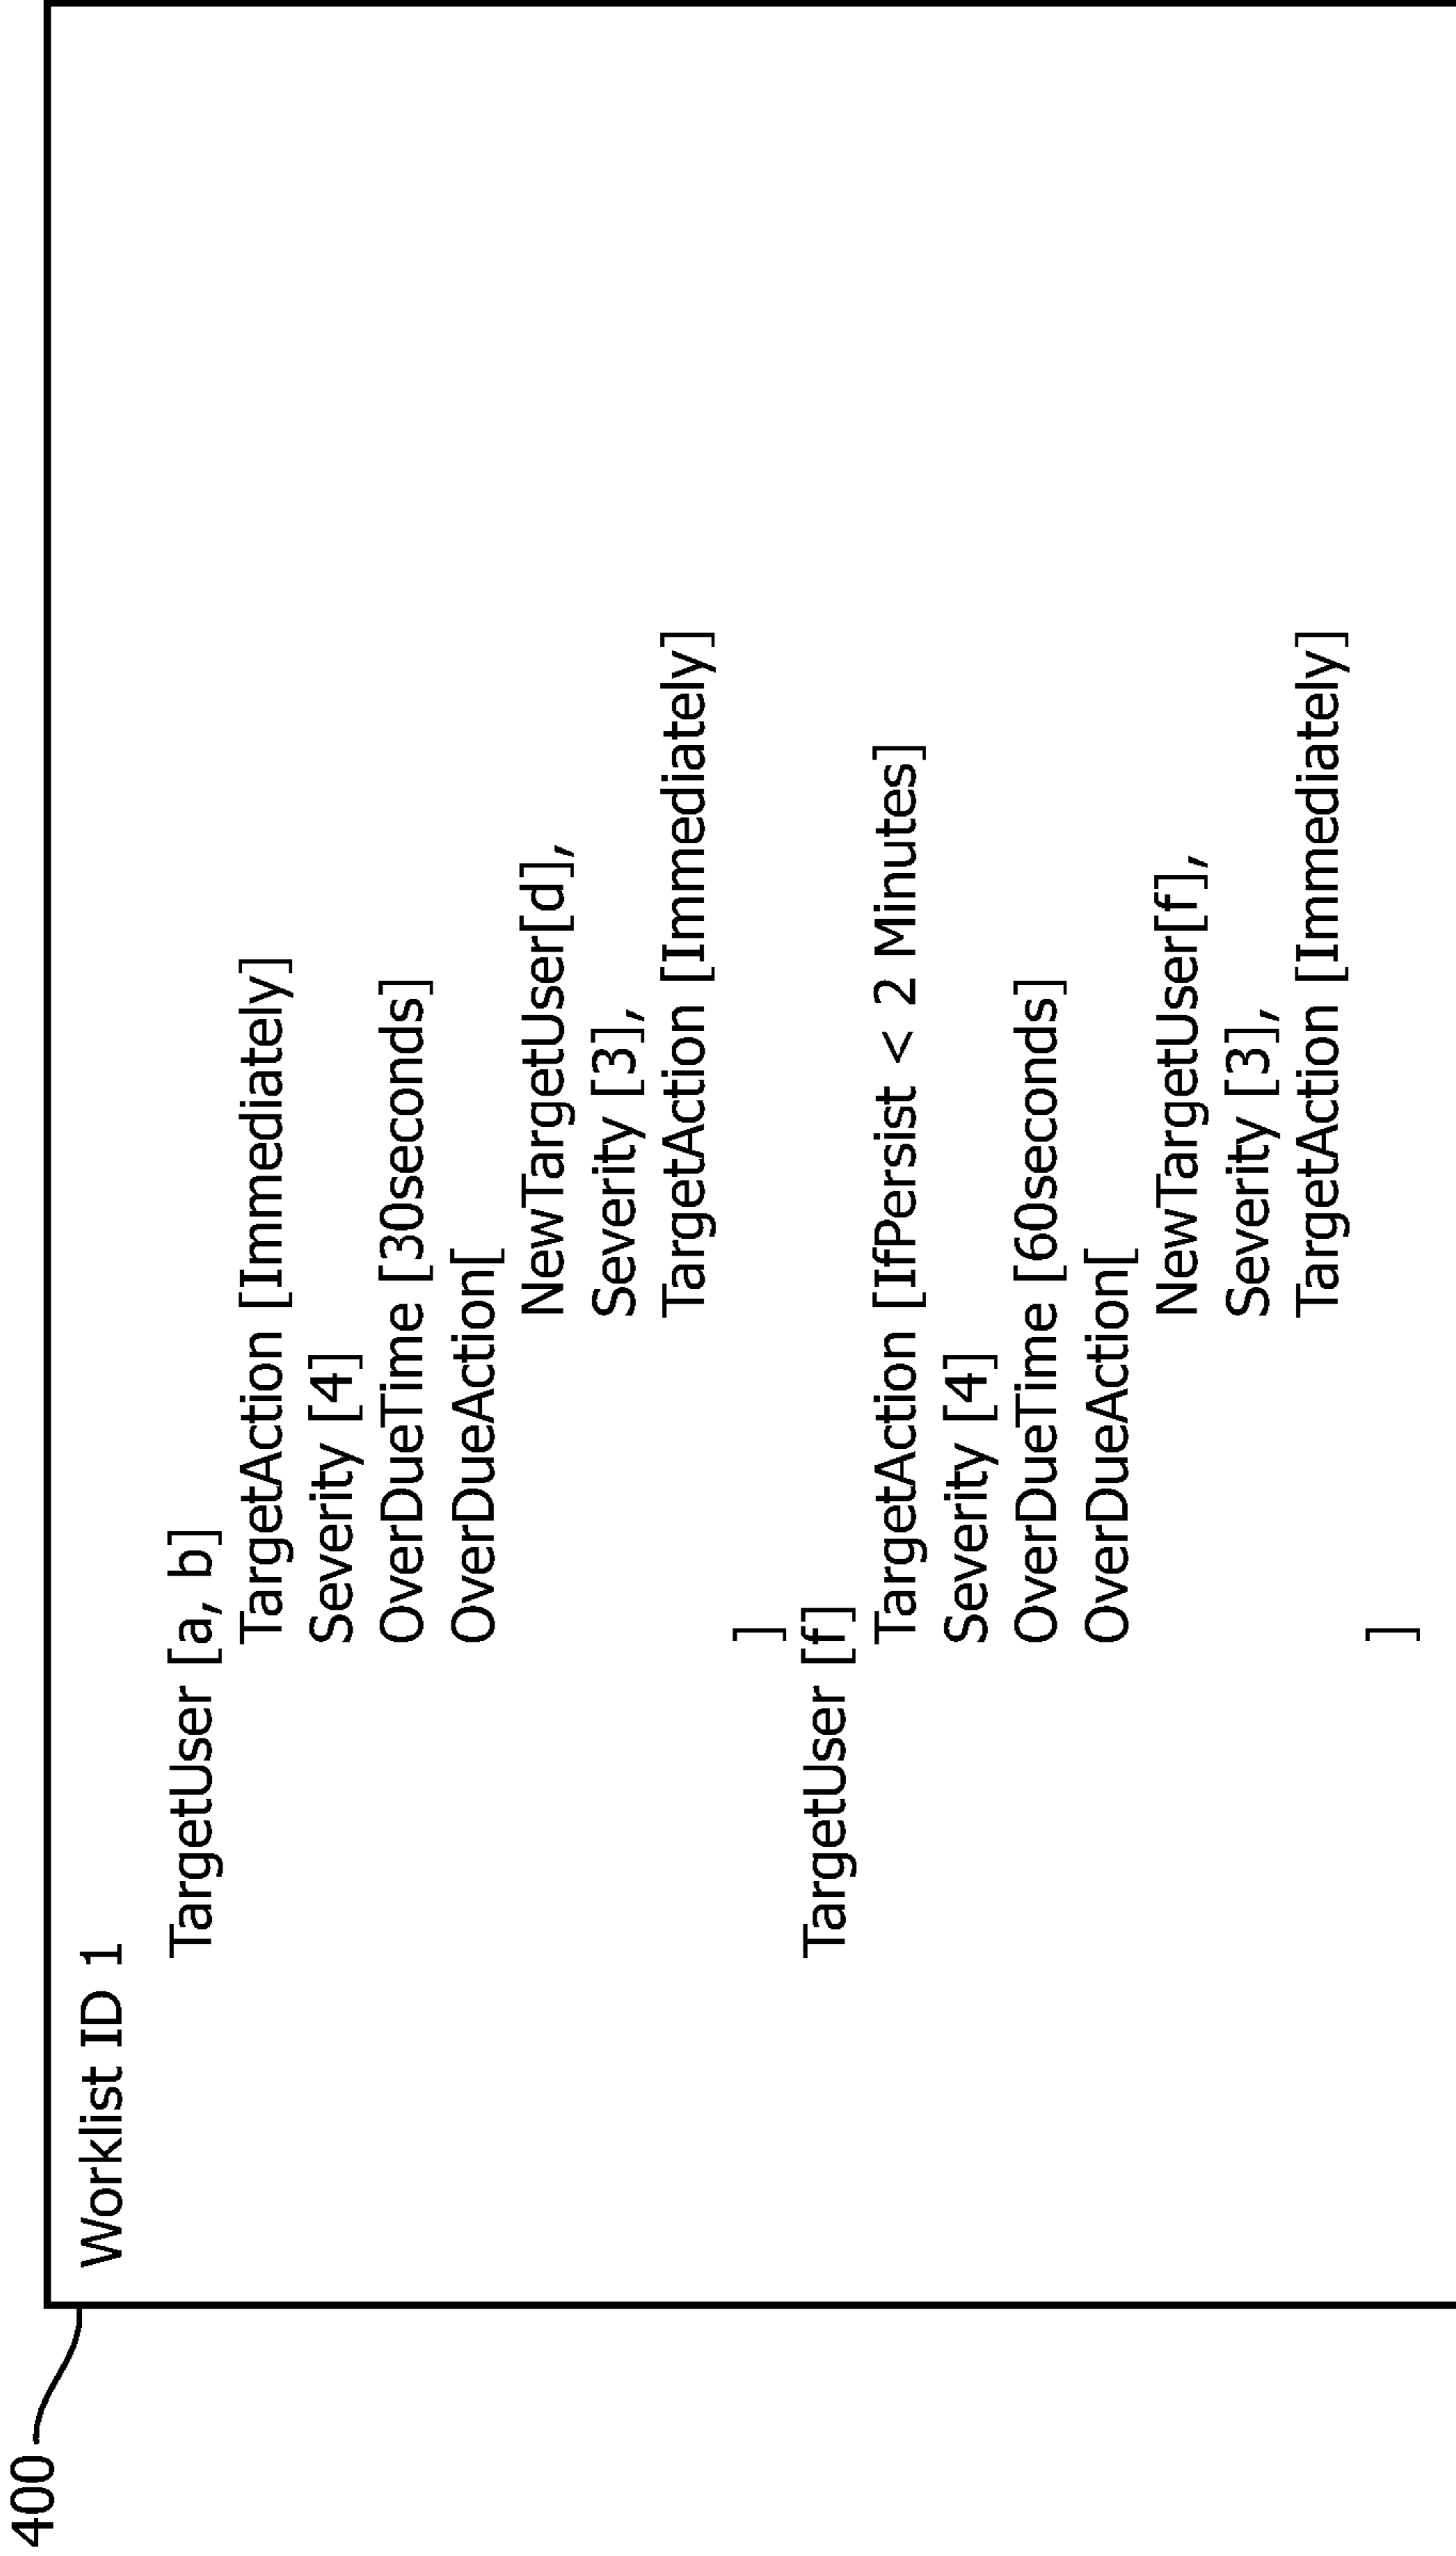 400
Worklist ID 1
TargetUser [a, b]
TargetAction [Immediately]
Severity [4]
OverDueTime [30seconds]
OverDueAction[
NewTargetUser[d],
Severity [3],
TargetAction [Immediately]
]
TargetUser [f]
TargetAction [IfPersist < 2 Minutes]
Severity [4]
OverDueTime [60seconds]
OverDueAction[
NewTargetUser[f],
Severity [3],
TargetAction [Immediately]
]